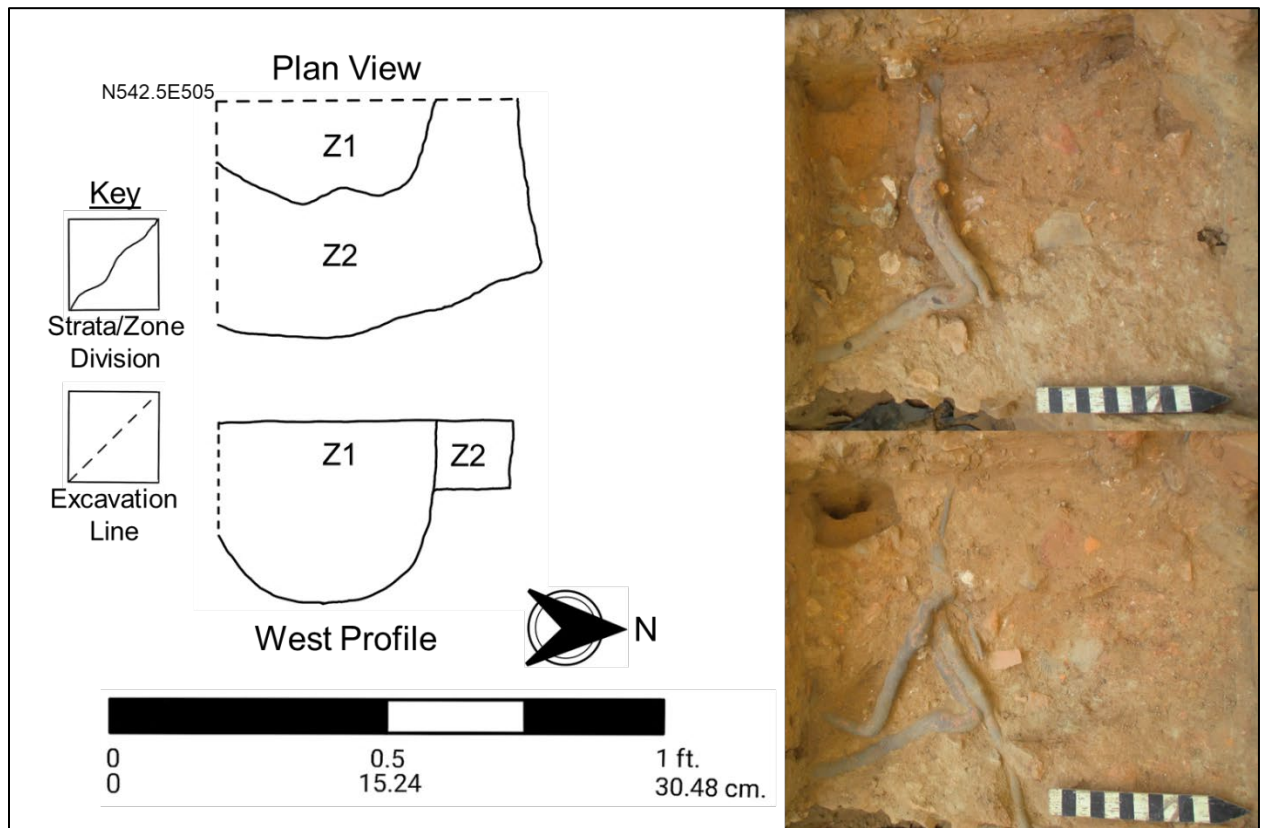 Plan View
N542.5E505
Z1
Z2
Key
Strata/Zone
Division
Excavation
Line
Z1
Z2
West Profile
N
0
0.5
1 ft.
0
15.24
30.48 cm.